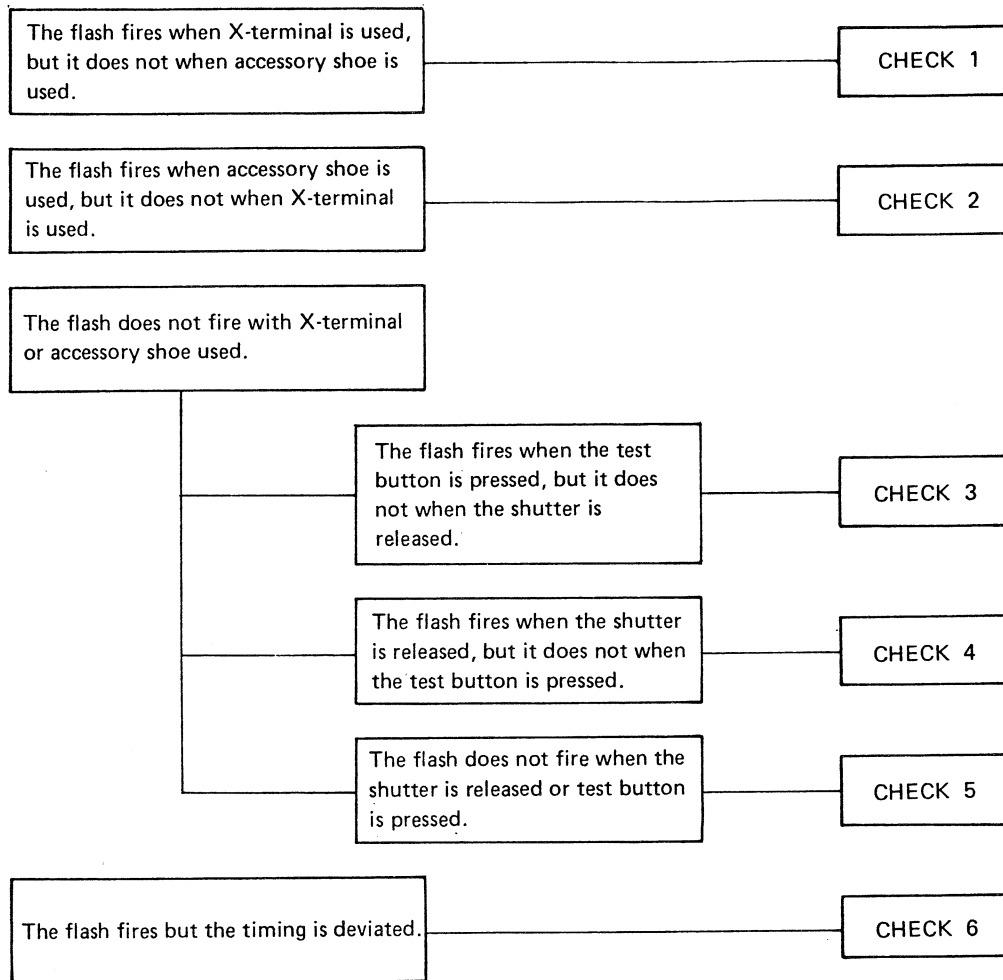 The flash fires when X-terminal is used,
but it does not when accessory shoe is
used.
CHECK 1
The flash fires when accessory shoe is
used, but it does not when X-terminal
is used.
CHECK 2
The flash does not fire with X-terminal
or accessory shoe used.
The flash fires when the test
button is pressed, but it does
not when the shutter is
released.
CHECK 3
The flash fires when the shutter
is released, but it does not when
the test button is pressed.
CHECK 4
The flash does not fire when the
shutter is released or test button
is pressed.
CHECK 5
The flash fires but the timing is deviated.
CHECK 6